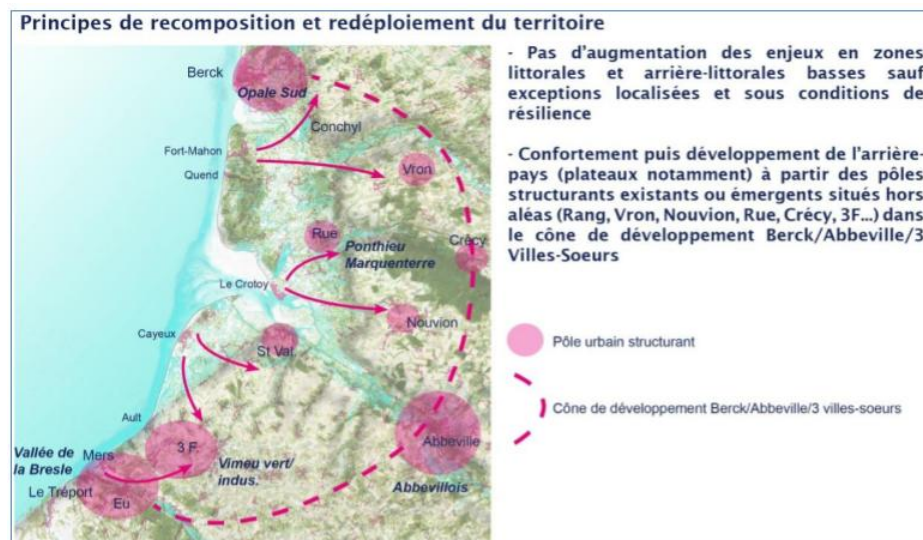 Principes de recomposition et redéploiement du territoire
Berck
Opale Sud
Conchyl
Fort-Mahon
Quend
Vron
Rue
Crécy
Ponthieu
Marquenterre
Le Crotoy
Nouvion
Cayeux
St Val.
Ault
3 F.
Abbeville
Vallée de
la Bresle
Mers
Vimeu vert/
indus.
Le Tréport
Eu
Abbevillois
- Pas d'augmentation des enjeux en zones
littorales et arrière-littorales basses sauf
exceptions localisées et sous conditions de
résilience
- Confortement puis développement de l'arrière-
pays (plateaux notamment) à partir des pôles
structurants existants ou émergents situés hors
aléas (Rang, Vron, Nouvion, Rue, Crécy, 3F...) dans
le cône de développement Berck/Abbeville/3
Villes-Soeurs
Pôle urbain structurant
Cône de développement Berck/Abbeville/3 villes-soeurs